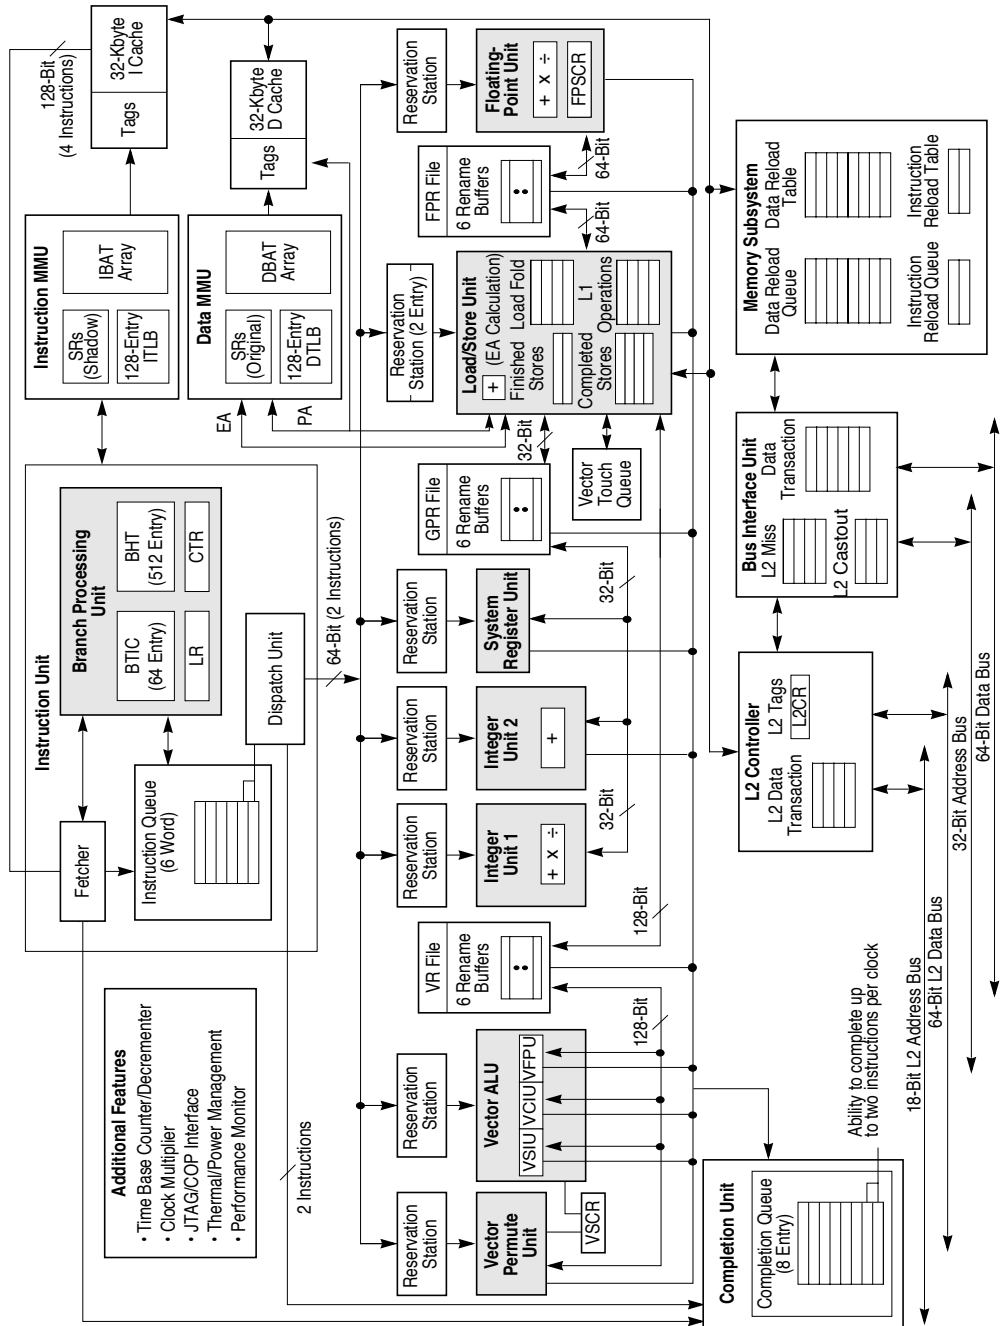 Additional Features
• Time Base Counter/Decrementer
• Clock Multiplier
• JTAG/COP Interface
• Thermal/Power Management
• Performance Monitor
Instruction Unit
Fetcher
Branch Processing
Unit
BTIC
(64 Entry)
BHT
(512 Entry)
LR
CTR
Instruction Queue
(6 Word)
Dispatch Unit
2 Instructions
64-Bit (2 Instructions)
128-Bit
(4 Instructions)
Instruction MMU
SRs
(Shadow)
128-Entry
ITLB
IBAT
Array
Tags
32-Kbyte
I Cache
Data MMU
SRs
(Original)
128-Entry
DTLB
DBAT
Array
Tags
32-Kbyte
D Cache
EA
PA
Reservation
Station
Reservation
Station
Reservation
Station
Reservation
Station
Reservation
Station
Reservation
Station (2 Entry)
Reservation
Station
Vector
Permute
Unit
VSCR
Vector ALU
VSIU
VCIU
VFPU
128-Bit
VR File
6 Rename
Buffers
128-Bit
Integer
Unit 1
+ x ÷
32-Bit
Integer
Unit 2
+
System
Register Unit
32-Bit
GPR File
6 Rename
Buffers
32-Bit
Vector
Touch
Queue
Load/Store Unit
+
(EA Calculation)
Finished
Stores
Load Fold
Completed
Stores
L1
Operations
64-Bit
FPR File
6 Rename
Buffers
64-Bit
Floating-
Point Unit
+ x ÷
FPSCR
Completion Unit
Completion Queue
(8 Entry)
Ability to complete up
to two instructions per clock
L2 Controller
L2 Data
Transaction
L2 Tags
L2CR
Bus Interface Unit
L2 Miss
Data
Transaction
L2 Castout
Memory Subsystem
Data Reload
Queue
Data Reload
Table
Instruction
Reload Queue
Instruction
Reload Table
18-Bit L2 Address Bus
64-Bit L2 Data Bus
32-Bit Address Bus
64-Bit Data Bus